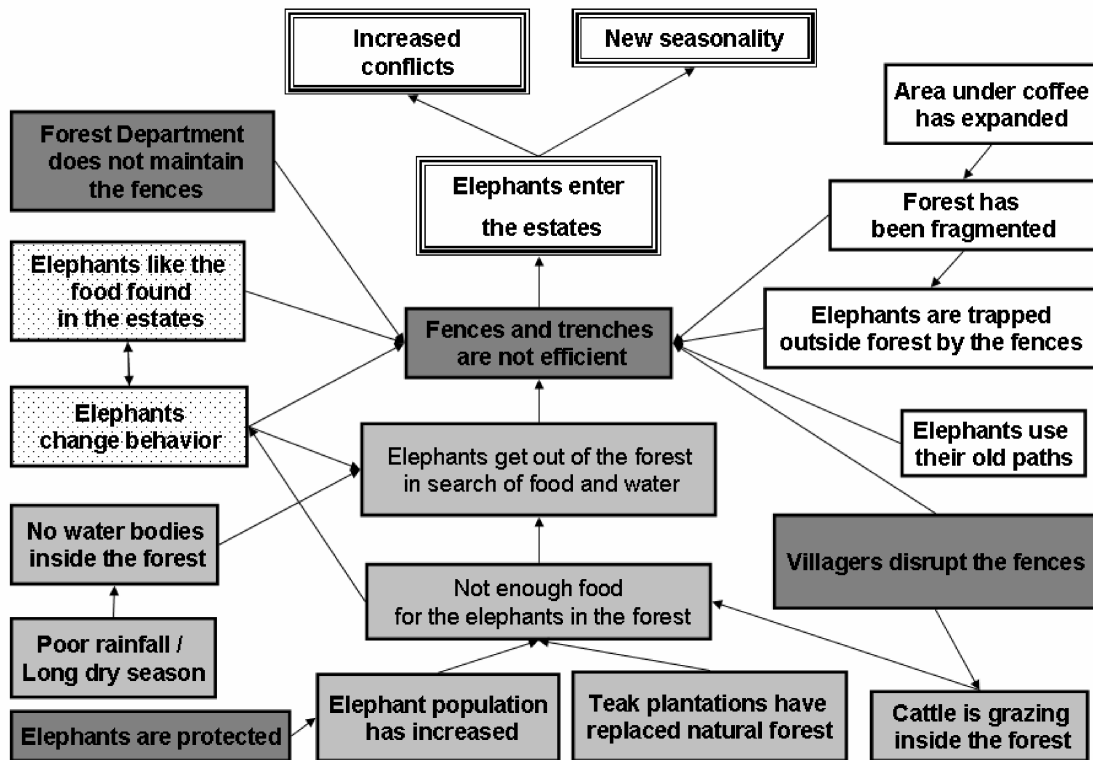 Increased
conflicts
New seasonality
Area under coffee
has expanded
Forest Department
does not maintain
the fences
Elephants enter
the estates
Forest has
been fragmented
Elephants like the
food found
in the estates
Fences and trenches
are not efficient
Elephants are trapped
outside forest by the fences
Elephants
change behavior
Elephants get out of the forest
in search of food and water
Elephants use
their old paths
No water bodies
inside the forest
Villagers disrupt the fences
Not enough food
for the elephants in the forest
Poor rainfall /
Long dry season
Elephants are protected
Elephant population
has increased
Teak plantations have
replaced natural forest
Cattle is grazing
inside the forest